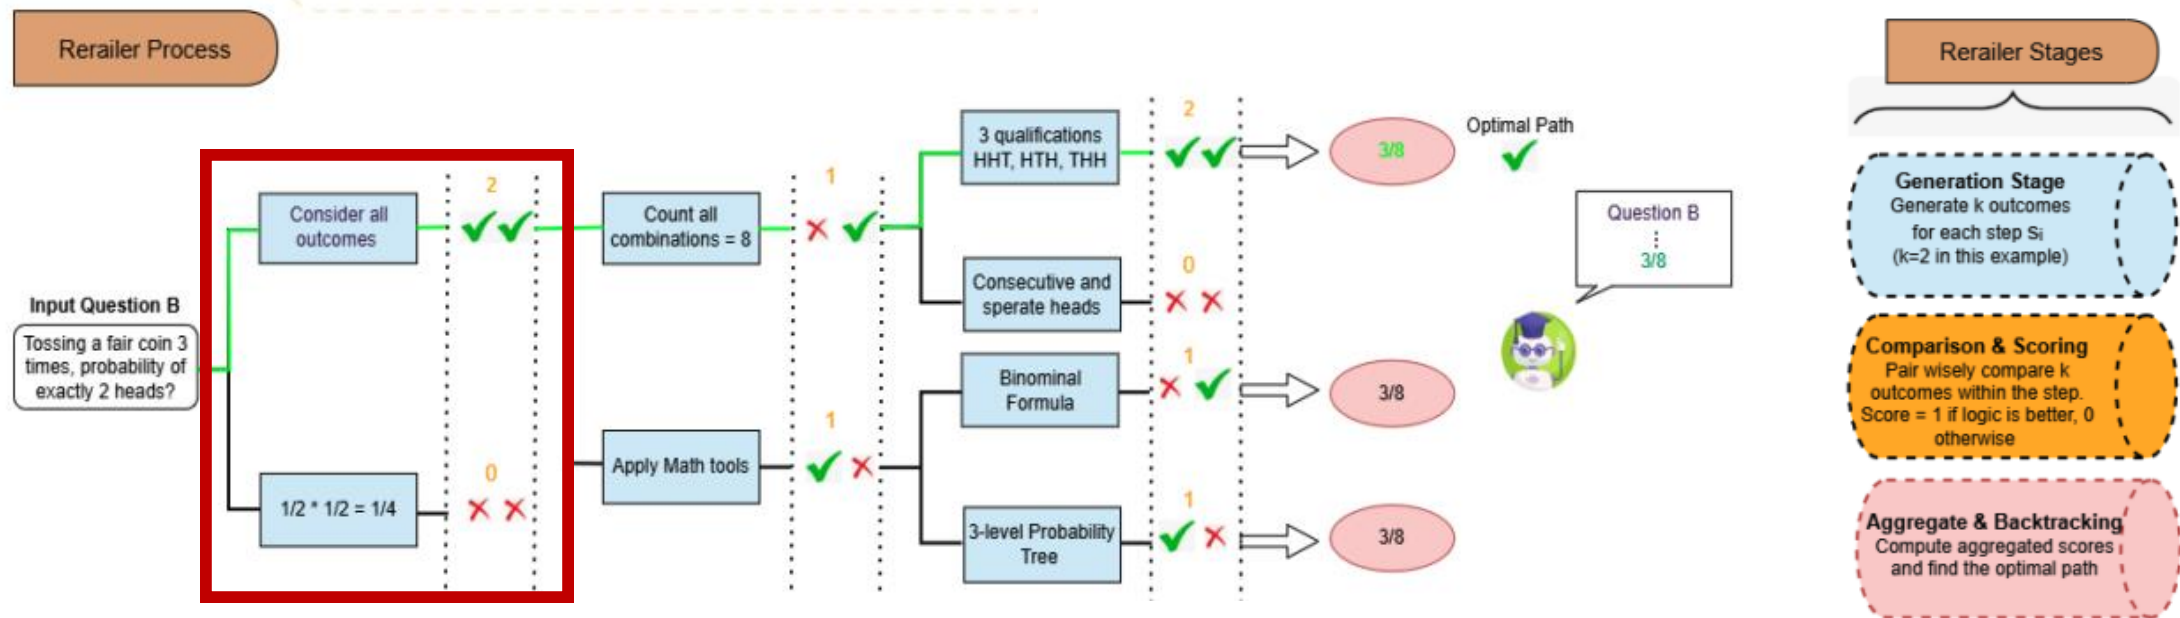 Rerailer Process
Rerailer Stages
Input Question B
Tossing a fair coin 3
times, probability of
exactly 2 heads?
Consider all
outcomes
2
1/2 * 1/2 = 1/4
0
Count all
combinations = 8
1
Apply Math tools
1
3 qualifications
HHT, HTH, THH
2
Consecutive and
sperate heads
0
Binominal
Formula
1
3-level Probability
Tree
1
3/8
3/8
3/8
Optimal Path
Question B
3/8
Generation Stage
Generate k outcomes
for each step Si
(k=2 in this example)
Comparison & Scoring
Pair wisely compare k
outcomes within the step.
Score = 1 if logic is better, 0
otherwise
Aggregate & Backtracking
Compute aggregated scores
and find the optimal path